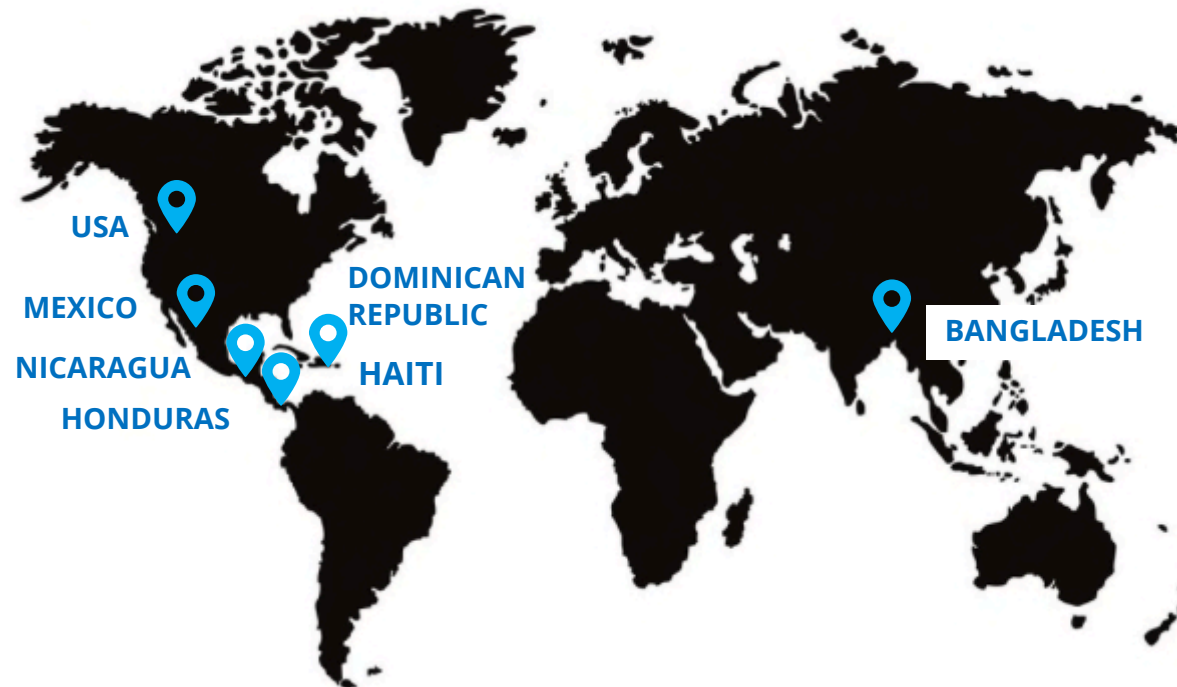 USA
DOMINICAN
REPUBLIC
MEXICO
BANGLADESH
NICARAGUA
HAITI
HONDURAS